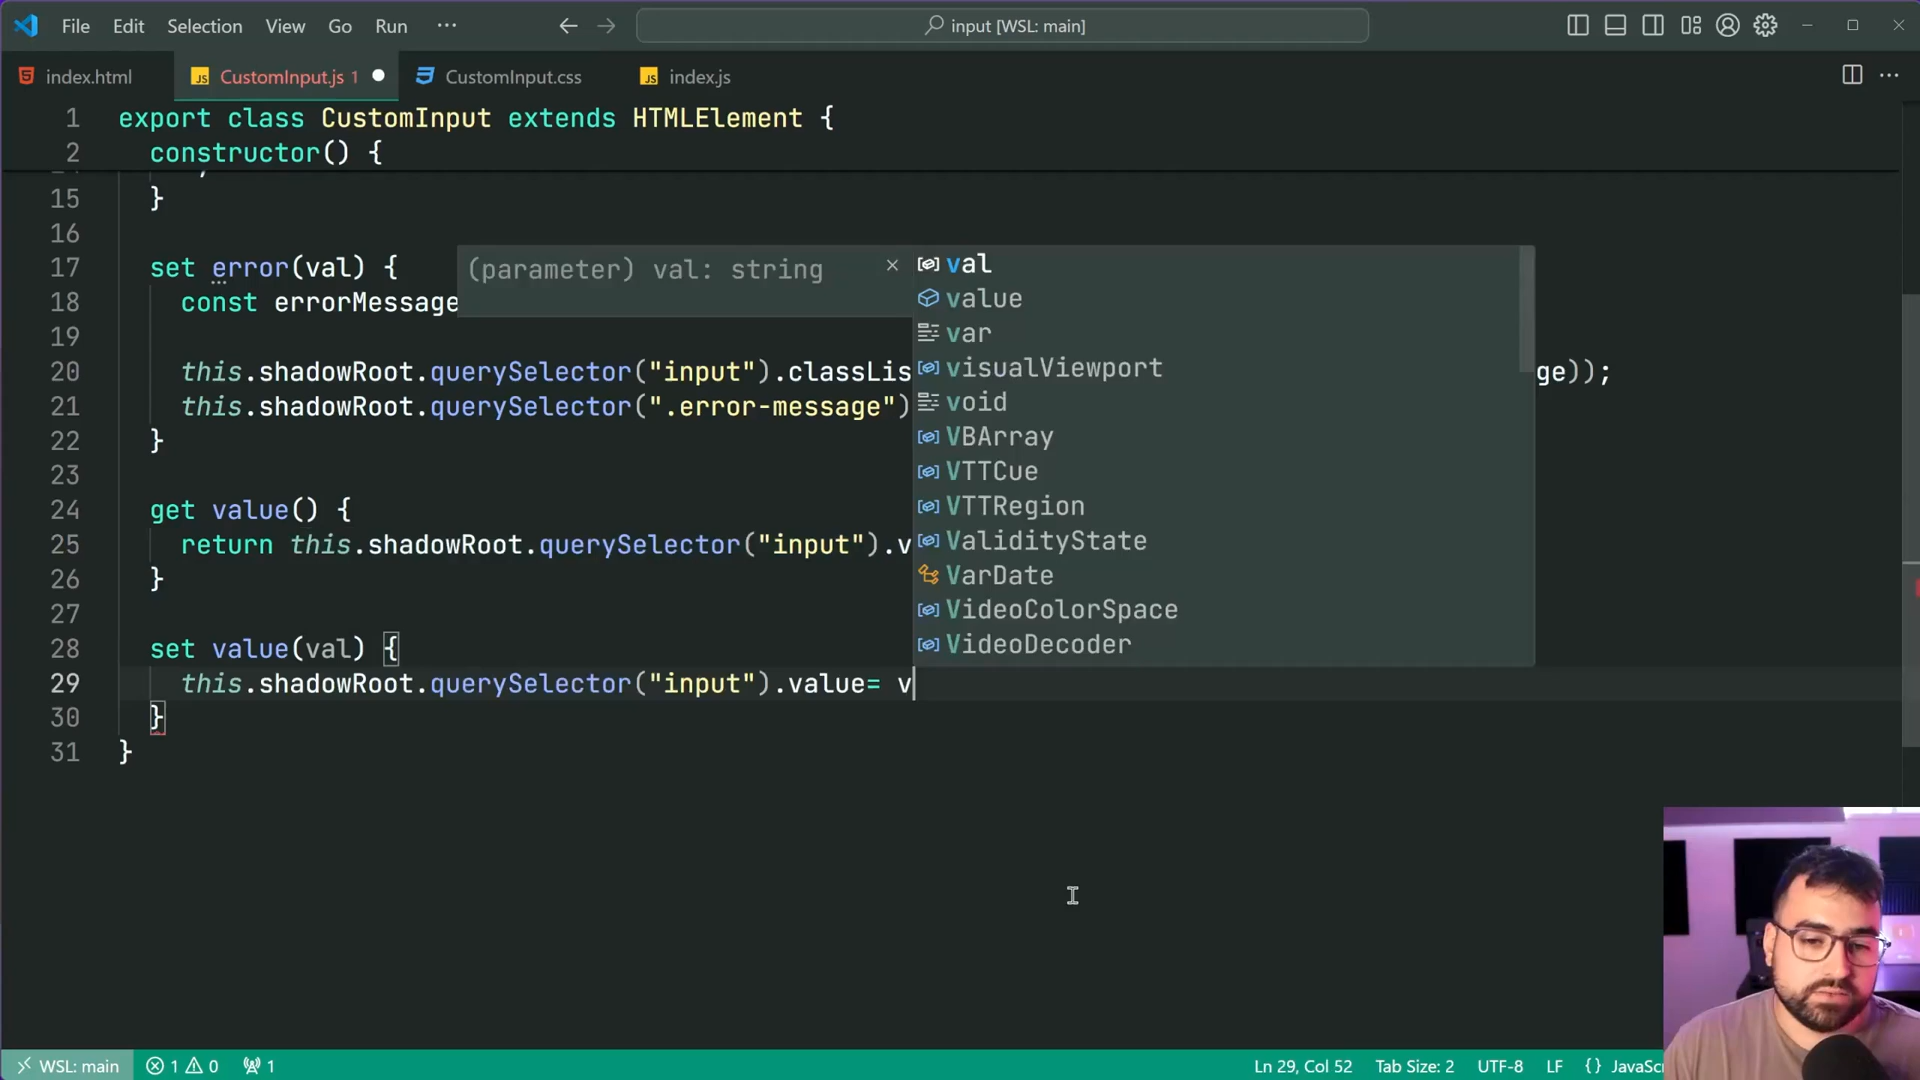 File Edit Selection View Go Run ··· input [WSL: main]
index.html CustomInput.js 1 CustomInput.css index.js
1 export class CustomInput extends HTMLElement {
2 constructor() {
15 }
16
17 set error(val) {
18 const errorMessage
19
20 this.shadowRoot.querySelector("input").classLis ge));
21 this.shadowRoot.querySelector(".error-message")
22 }
23
24 get value() {
25 return this.shadowRoot.querySelector("input").v
26 }
27
28 set value(val) {
29 this.shadowRoot.querySelector("input").value= v
30 }
31 }
(parameter) val: string
val
value
var
visualViewport
void
VBArray
VTTCue
VTTRegion
ValidityState
VarDate
VideoColorSpace
VideoDecoder
WSL: main 1 0 1 Ln 29, Col 52 Tab Size: 2 UTF-8 LF {} JavaSc